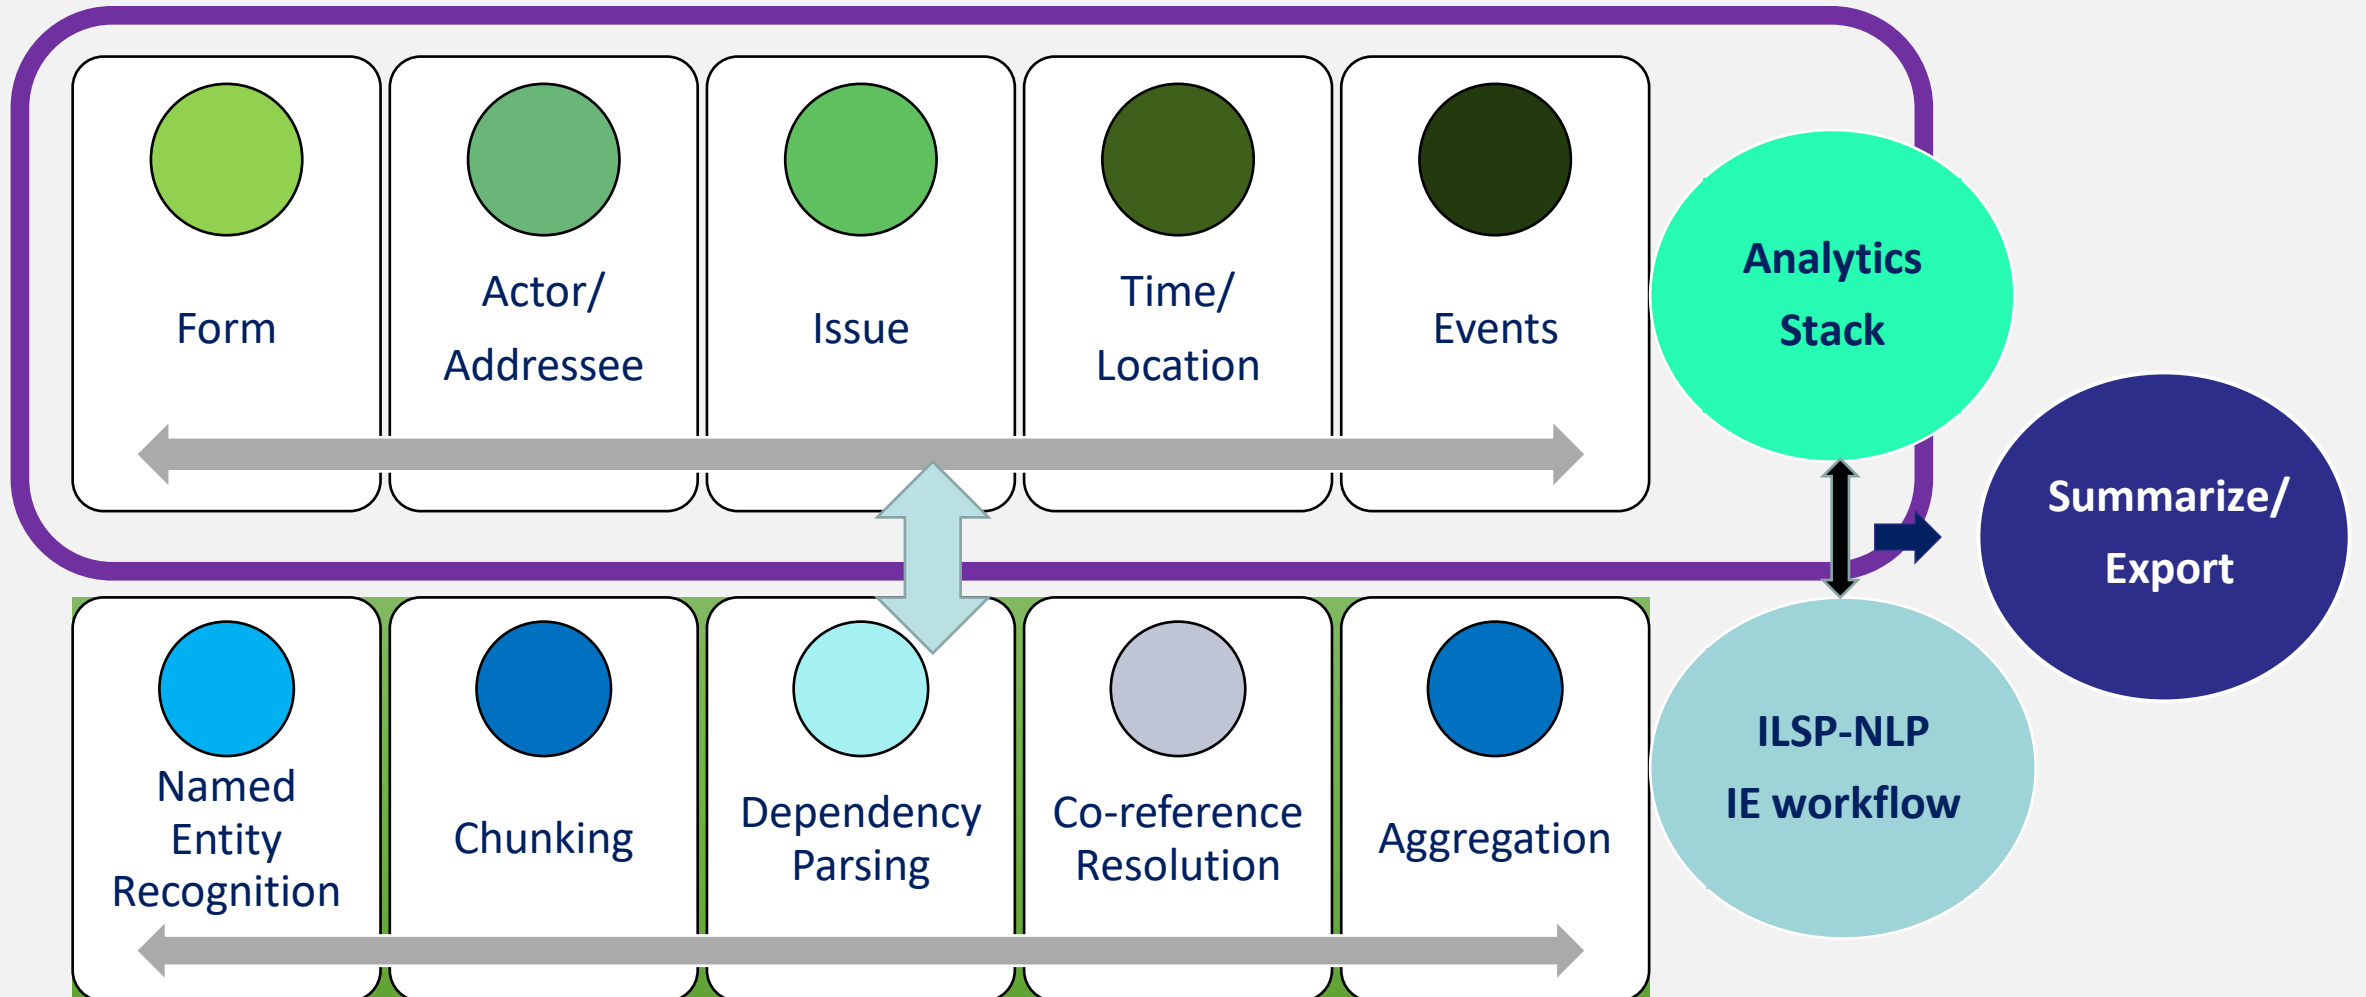 Form
Actor/
Addressee
Issue
Time/
Location
Events
Analytics
Stack
Summarize/
Export
Named
Entity
Recognition
Chunking
Dependency
Parsing
Co-reference
Resolution
Aggregation
ILSP-NLP
IE workflow